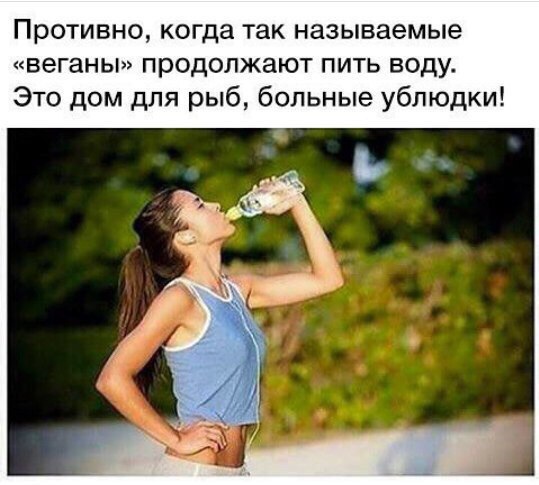 Противно, когда так называемые
«веганы» продолжают пить воду.
Это дом для рыб, больные ублюдки!